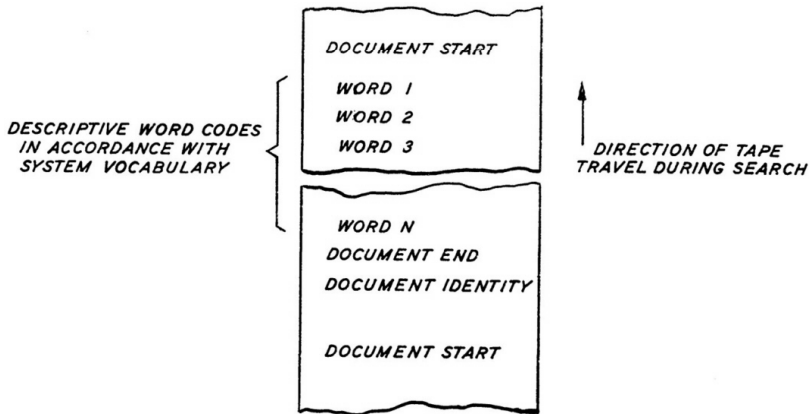 DOCUMENT START
WORD 1
WORD 2
WORD 3
DESCRIPTIVE WORD CODES
IN ACCORDANCE WITH
SYSTEM VOCABULARY
DIRECTION OF TAPE
TRAVEL DURING SEARCH
WORD N
DOCUMENT END
DOCUMENT IDENTITY
DOCUMENT START